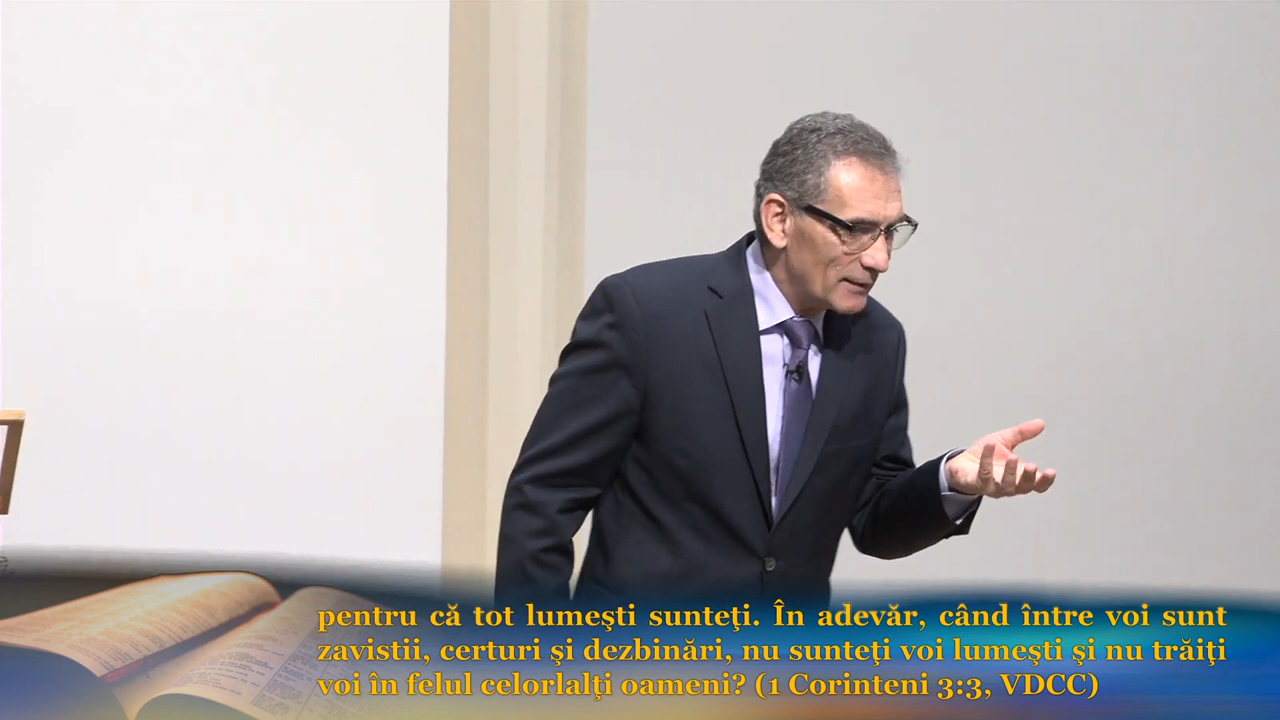 pentru că tot lumeşti sunteţi. În adevăr, când între voi sunt
zavistii, certuri şi dezbinări, nu sunteţi voi lumeşti şi nu trăiţi
voi în felul celorlalţi oameni? (1 Corinteni 3:3, VDCC)